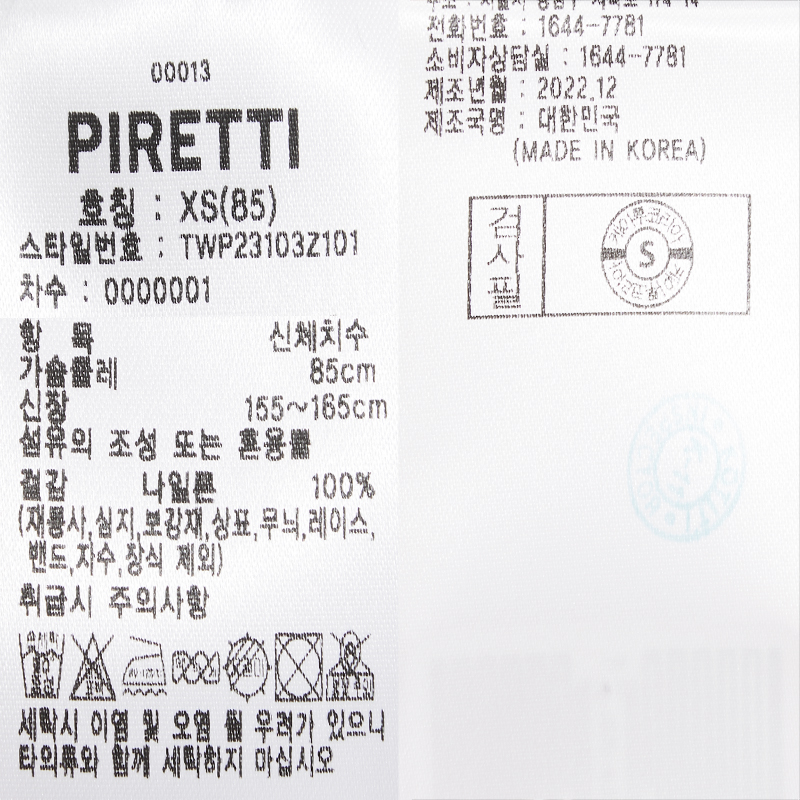 00013
PIRETTI
호칭 : XS(85)
스타일번호 : TWP23103Z101
차수 : 0000001
항 목 신체치수
가슴둘레 85cm
신장 155~165cm
섬유의 조성 또는 혼용률
겉감 나일론 100%
(재봉사,심지,보강재,상표,무늬,레이스,
밴드,자수,장식 제외)
취급시 주의사항
세탁시 이염 및 오염 될 우려가 있으니
타의류와 함께 세탁하지 마십시오
전화번호 : 1644-7781
소비자상담실 : 1644-7781
제조년월 : 2022.12
제조국명 : 대한민국
(MADE IN KOREA)
검사필
S